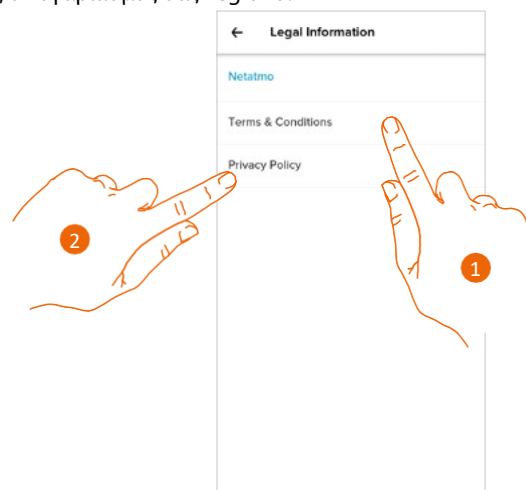 ← Legal Information
Netatmo
Terms & Conditions
Privacy Policy
2
1